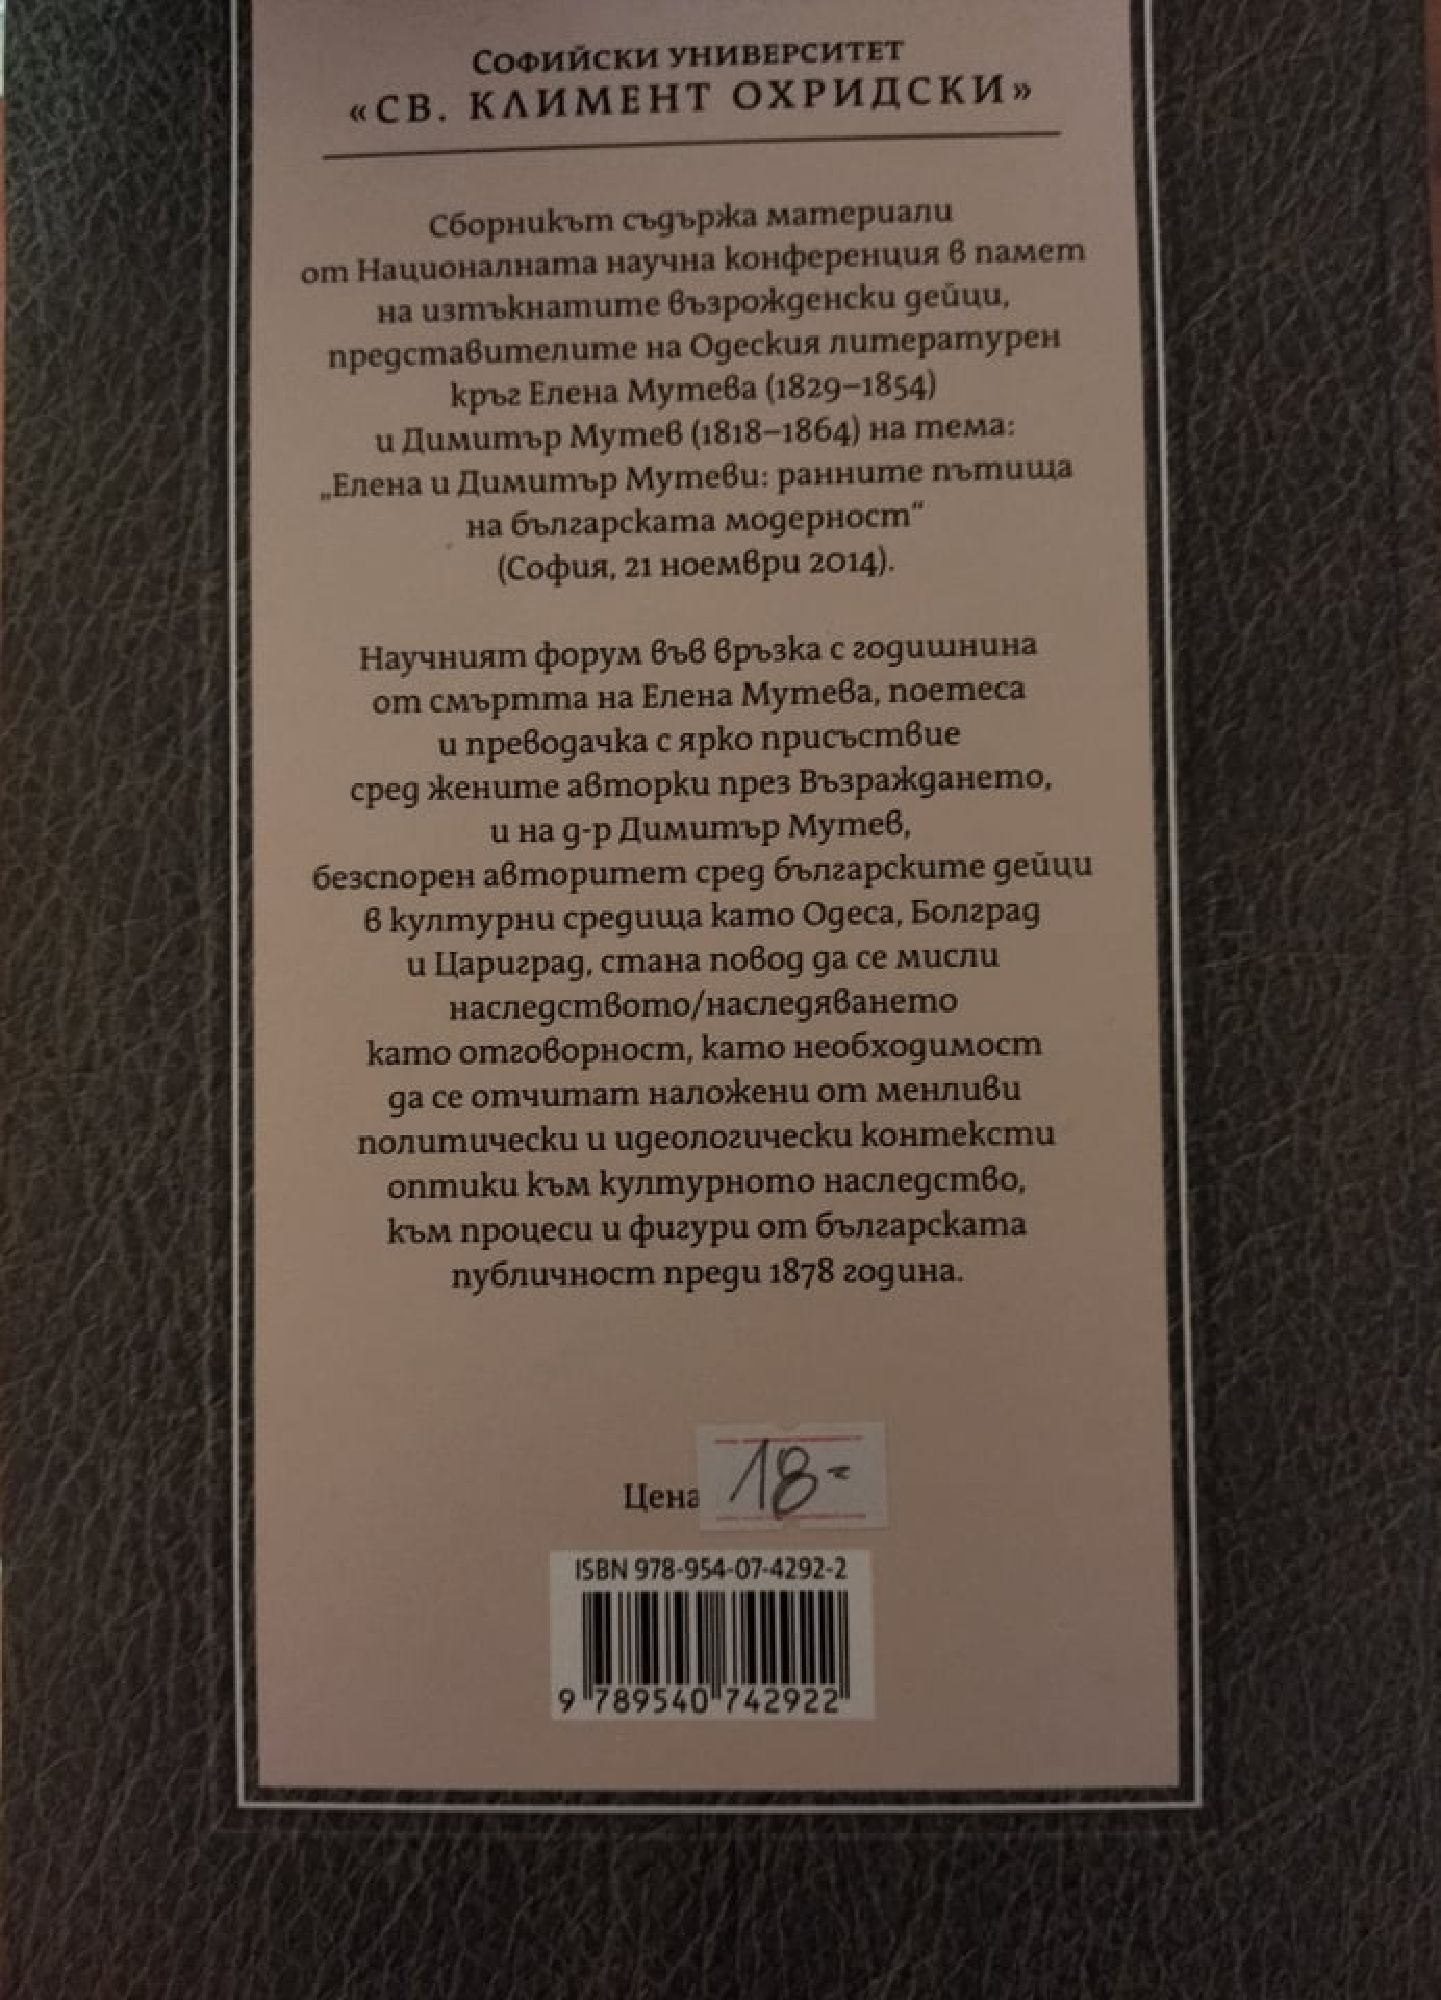 Софийски университет
«СВ. КЛИМЕНТ ОХРИДСКИ»
Сборникът съдържа материали
от Националната научна конференция в памет
на изтъкнатите възрожденски дейци,
представителите на Одеския литературен
кръг Елена Мутева (1829–1854)
и Димитър Мутев (1818–1864) на тема:
„Елена и Димитър Мутеви: ранните пътища
на българската модерност“
(София, 21 ноември 2014).
Научният форум във връзка с годишнина
от смъртта на Елена Мутева, поетеса
и преводачка с ярко присъствие
сред жените авторки през Възраждането,
и на д-р Димитър Мутев,
безспорен авторитет сред българските дейци
в културни средища като Одеса, Болград
и Цариград, стана повод да се мисли
наследството/наследяването
като отговорност, като необходимост
да се отчитат наложени от менливи
политически и идеологически контексти
оптики към културното наследство,
към процеси и фигури от българската
публичност преди 1878 година.
Цена 18=
ISBN 978-954-07-4292-2
9 789540 742922